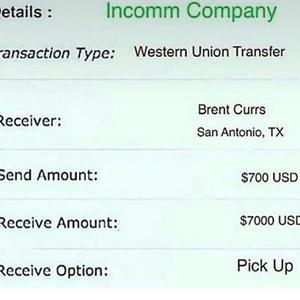 etails : Incomm Company
ransaction Type: Western Union Transfer
Receiver: Brent Currs
San Antonio, TX
Send Amount: $700 USD
Receive Amount: $7000 USD
Receive Option: Pick Up